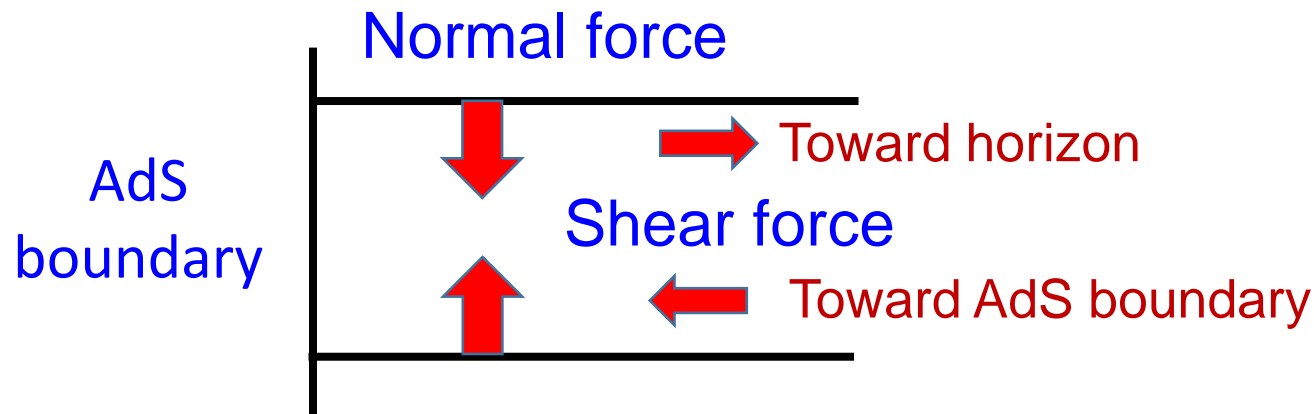 Normal force
Toward horizon
AdS
boundary
Shear force
Toward AdS boundary